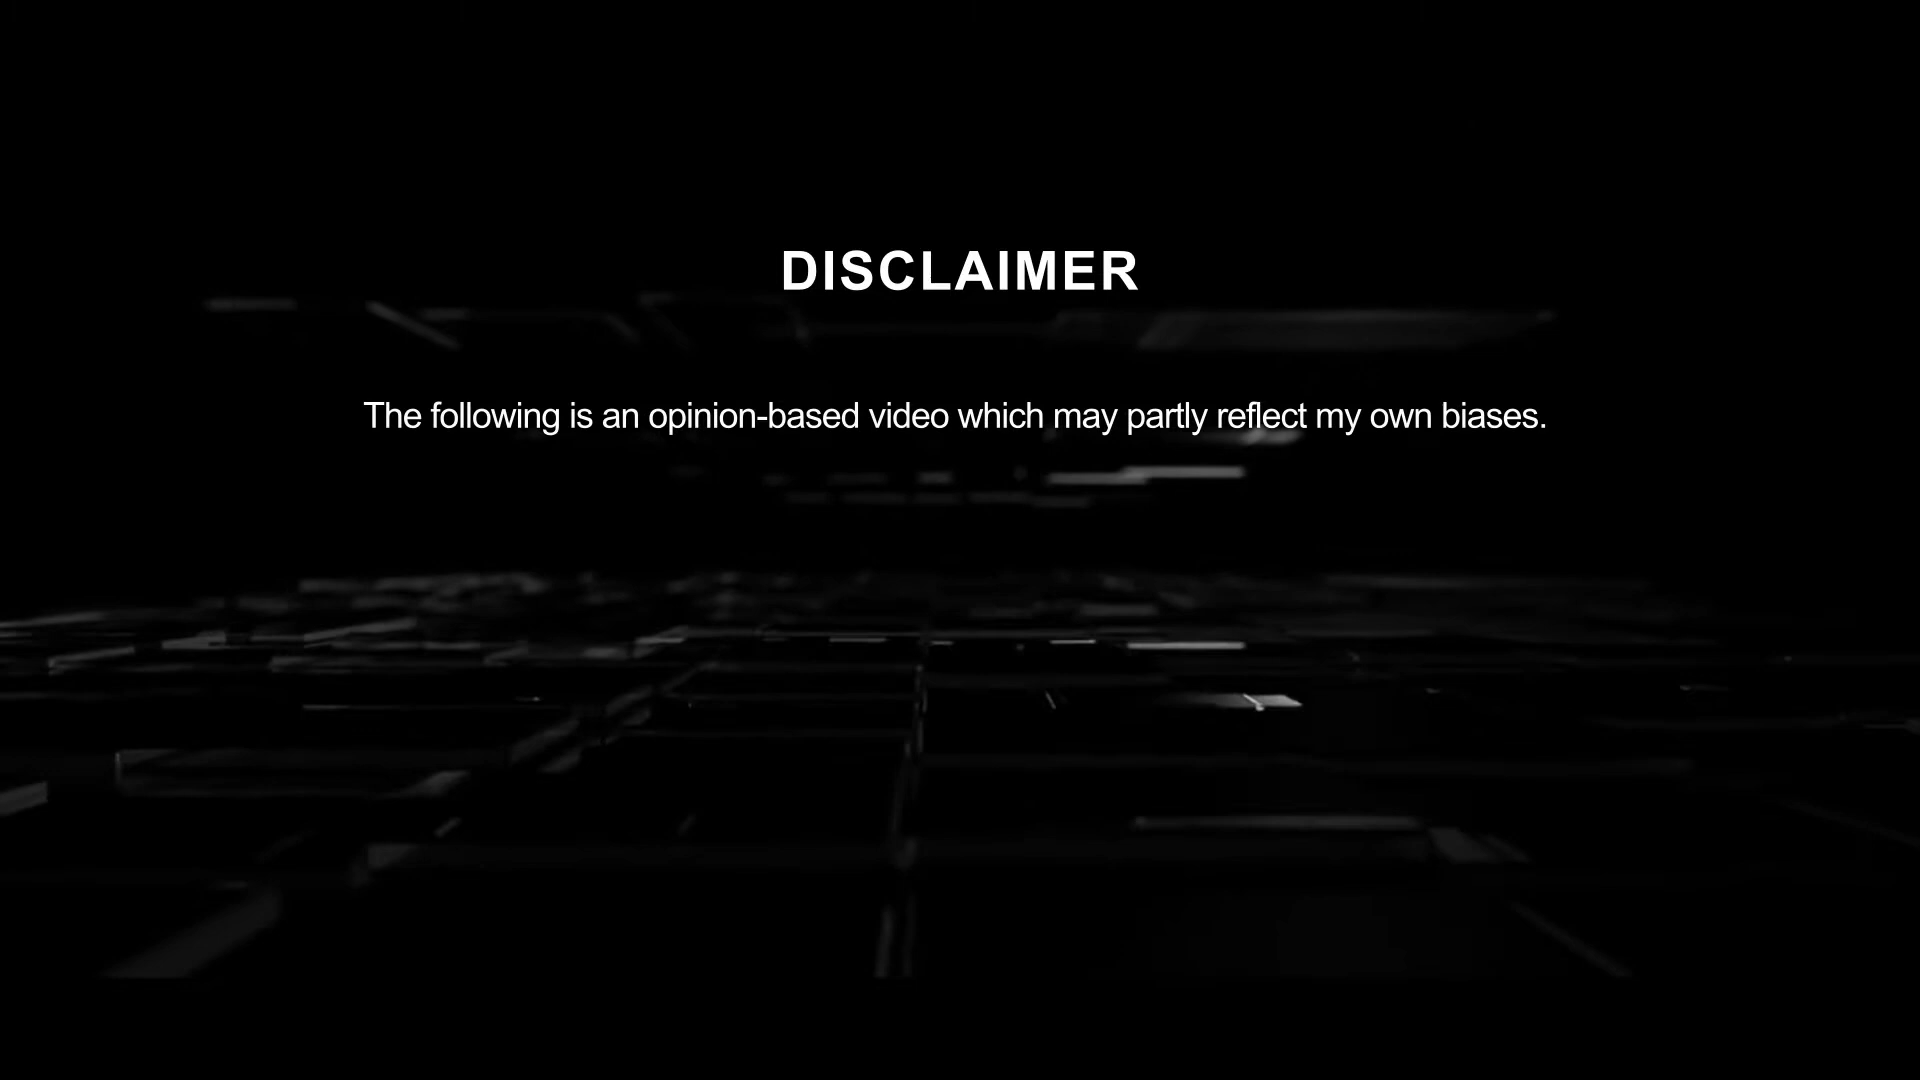 DISCLAIMER
The following is an opinion-based video which may partly reflect my own biases.